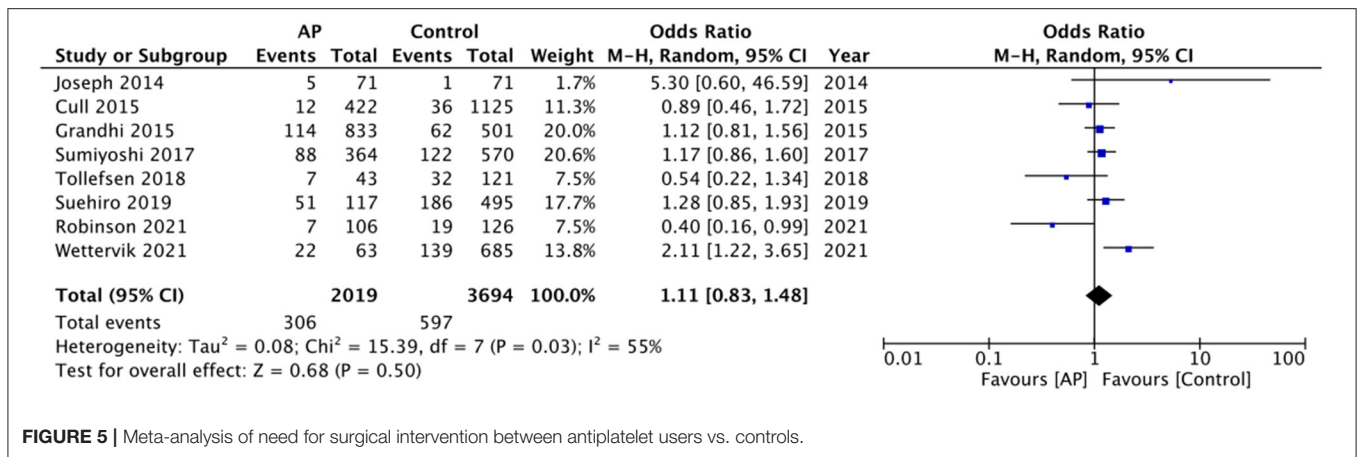 AP Control Odds Ratio Odds Ratio
Study or Subgroup Events Total Events Total Weight M-H, Random, 95% CI Year M-H, Random, 95% CI
Joseph 2014 5 71 1 71 1.7% 5.30 [0.60, 46.59] 2014
Cull 2015 12 422 36 1125 11.3% 0.89 [0.46, 1.72] 2015
Grandhi 2015 114 833 62 501 20.0% 1.12 [0.81, 1.56] 2015
Sumiyoshi 2017 88 364 122 570 20.6% 1.17 [0.86, 1.60] 2017
Tollefsen 2018 7 43 32 121 7.5% 0.54 [0.22, 1.34] 2018
Suehiro 2019 51 117 186 495 17.7% 1.28 [0.85, 1.93] 2019
Robinson 2021 7 106 19 126 7.5% 0.40 [0.16, 0.99] 2021
Wettervik 2021 22 63 139 685 13.8% 2.11 [1.22, 3.65] 2021
Total (95% CI) 2019 3694 100.0% 1.11 [0.83, 1.48]
Total events 306 597
Heterogeneity: Tau² = 0.08; Chi² = 15.39, df = 7 (P = 0.03); I² = 55%
Test for overall effect: Z = 0.68 (P = 0.50)
0.01 0.1 1 10 100
Favours [AP] Favours [Control]
FIGURE 5 | Meta-analysis of need for surgical intervention between antiplatelet users vs. controls.